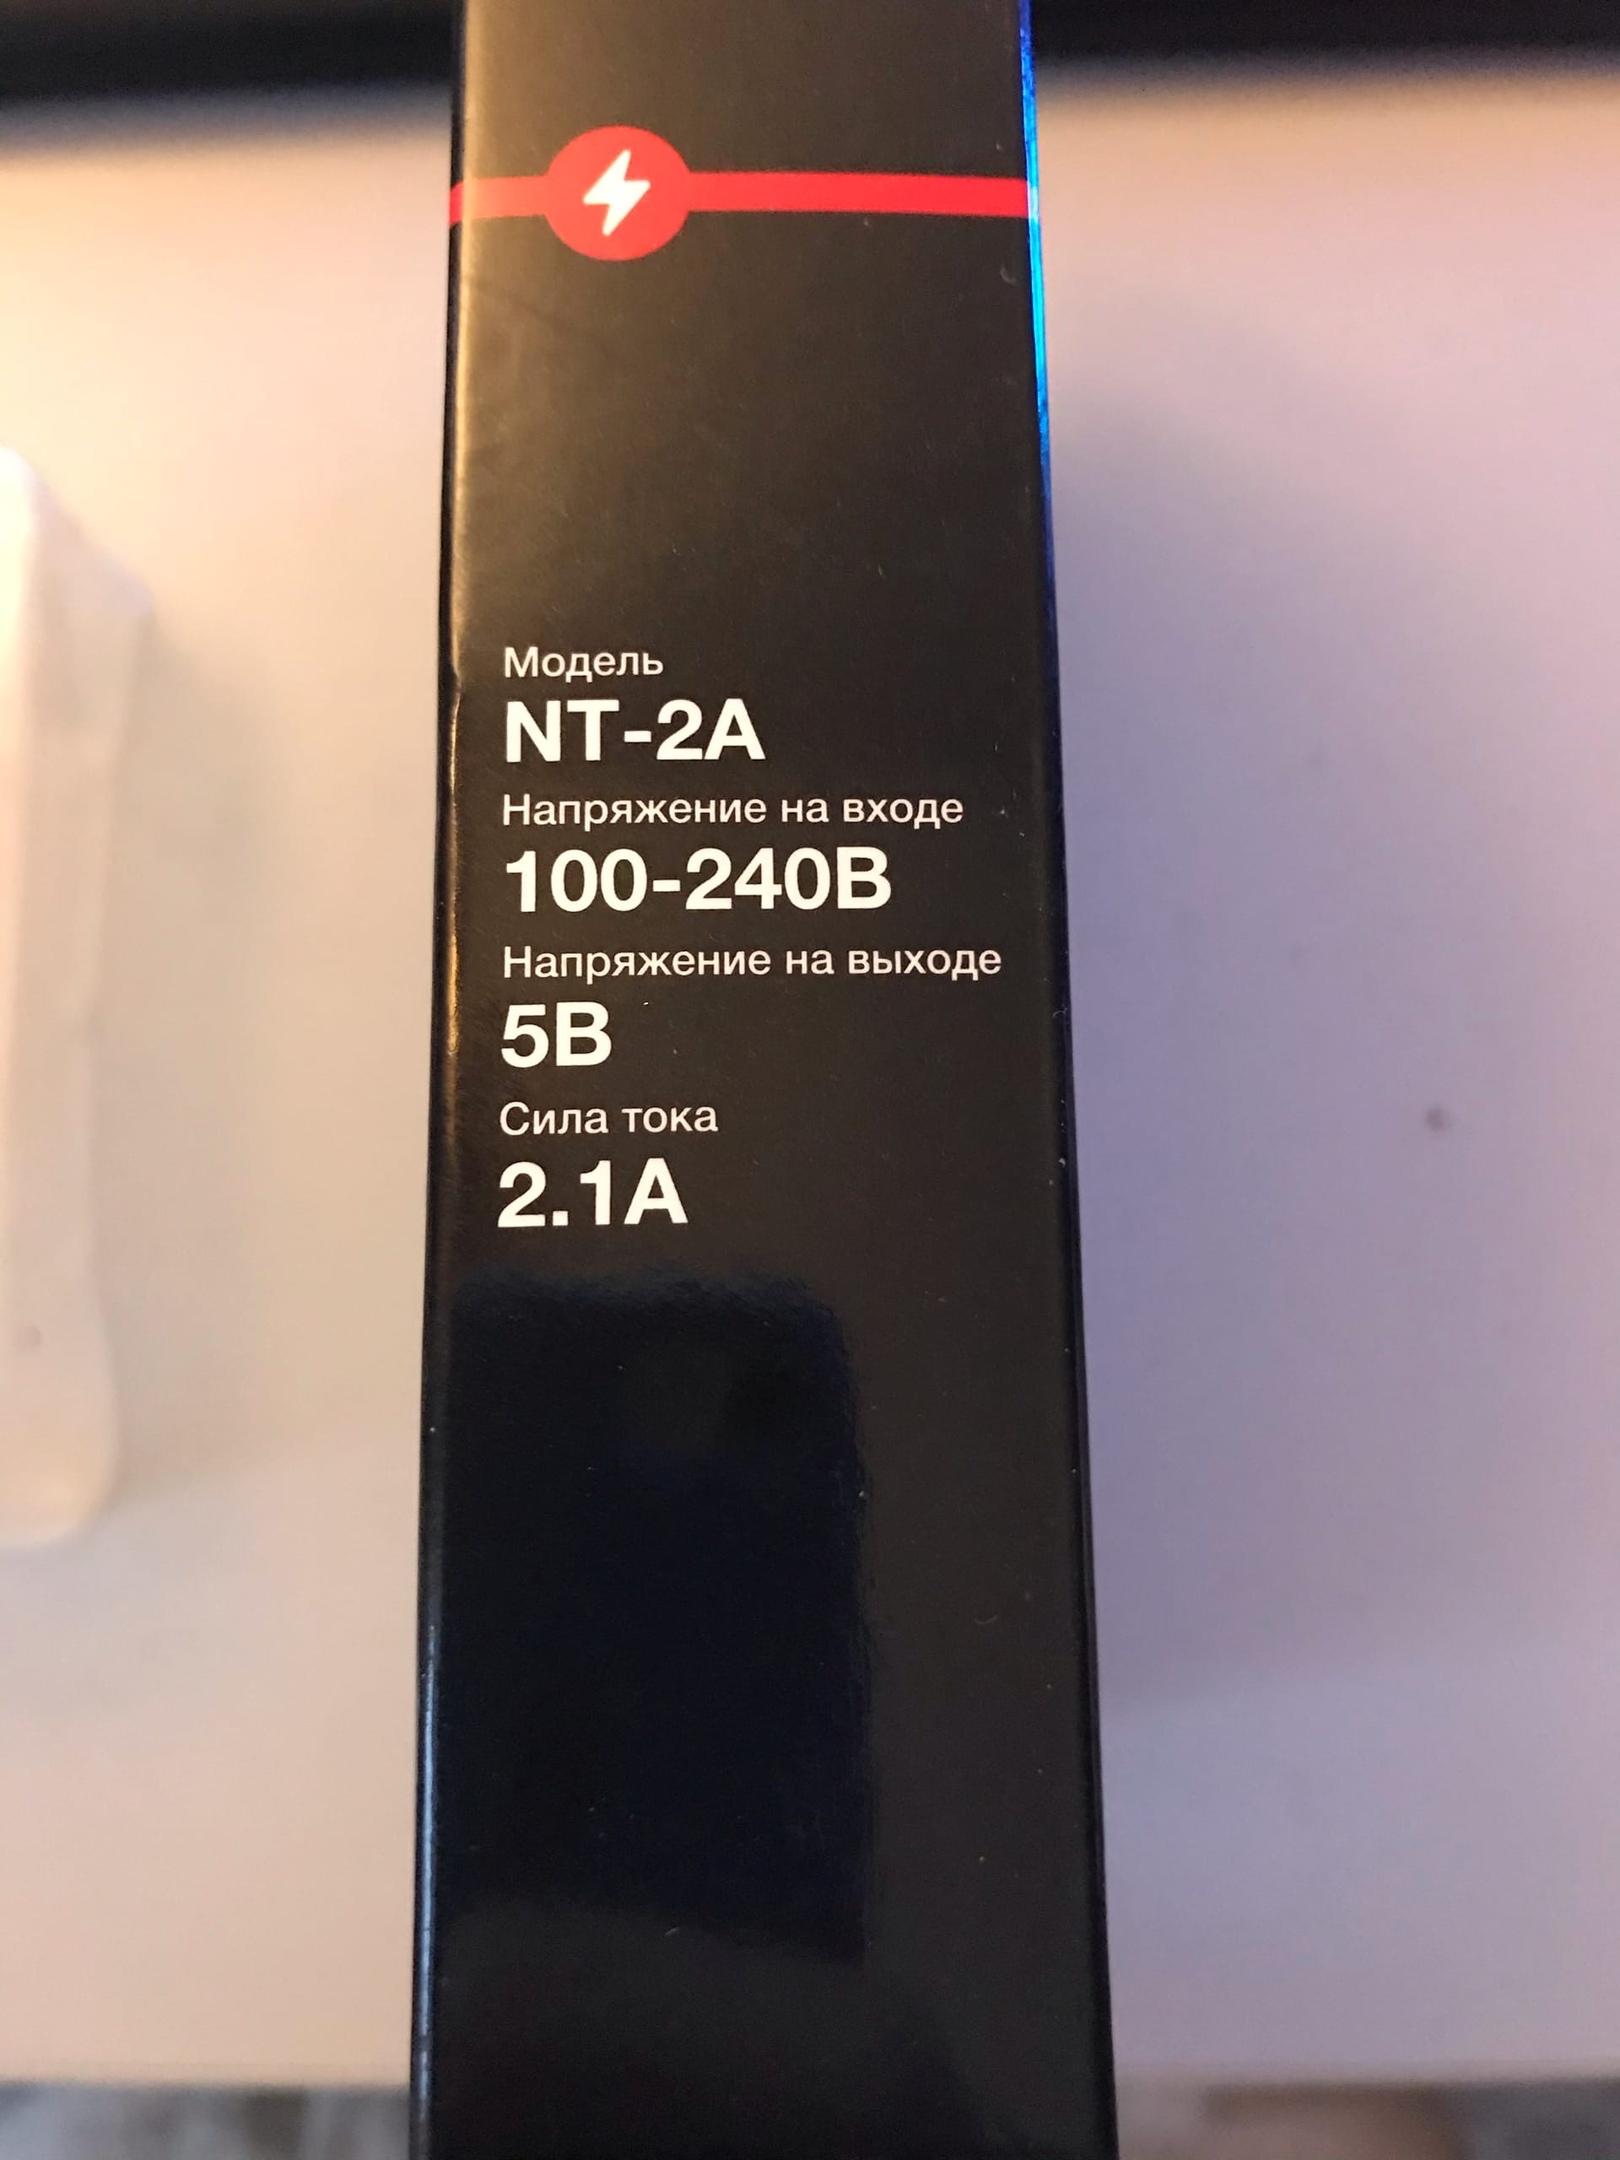 Модель
NT-2A
Напряжение на входе
100-240В
Напряжение на выходе
5В
Сила тока
2.1А